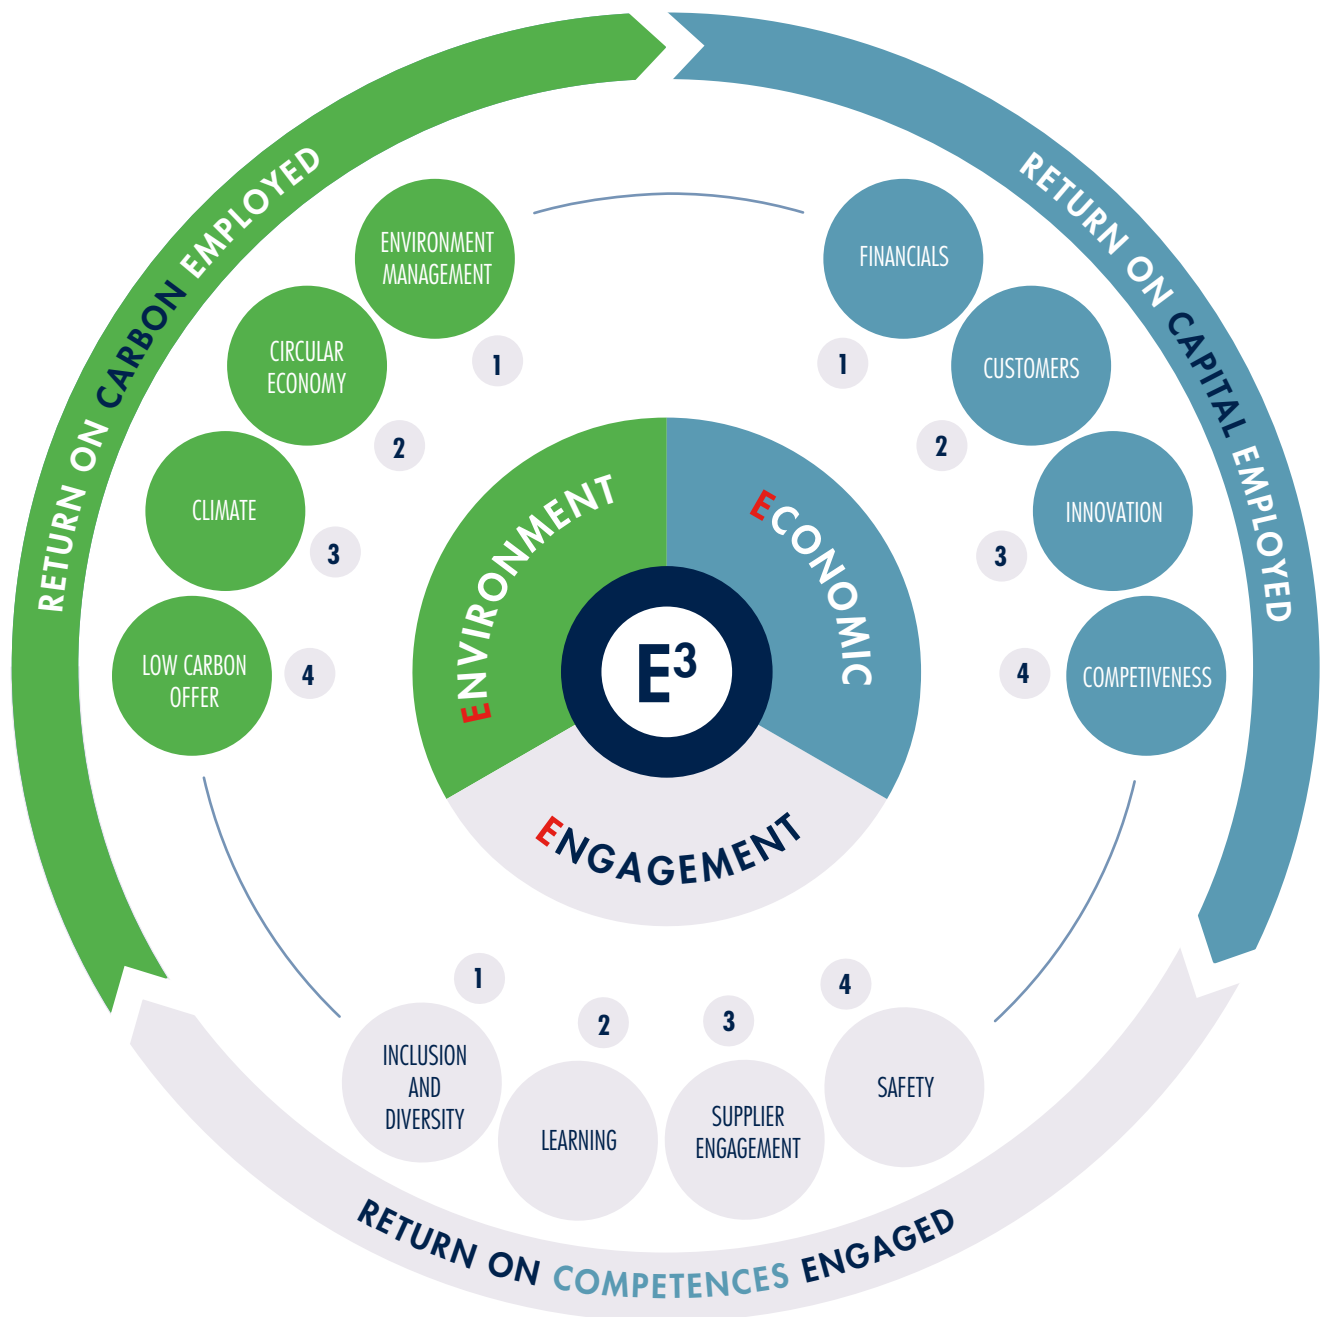 RETURN ON CARBON EMPLOYED
RETURN ON CAPITAL EMPLOYED
ENVIRONMENT
MANAGEMENT
1
CIRCULAR
ECONOMY
2
CLIMATE
3
LOW CARBON
OFFER
4
FINANCIALS
1
CUSTOMERS
2
INNOVATION
3
COMPETIVENESS
4
ENVIRONMENT
ECONOMIC
E³
ENGAGEMENT
1
INCLUSION
AND
DIVERSITY
2
LEARNING
3
SUPPLIER
ENGAGEMENT
4
SAFETY
RETURN ON COMPETENCES ENGAGED